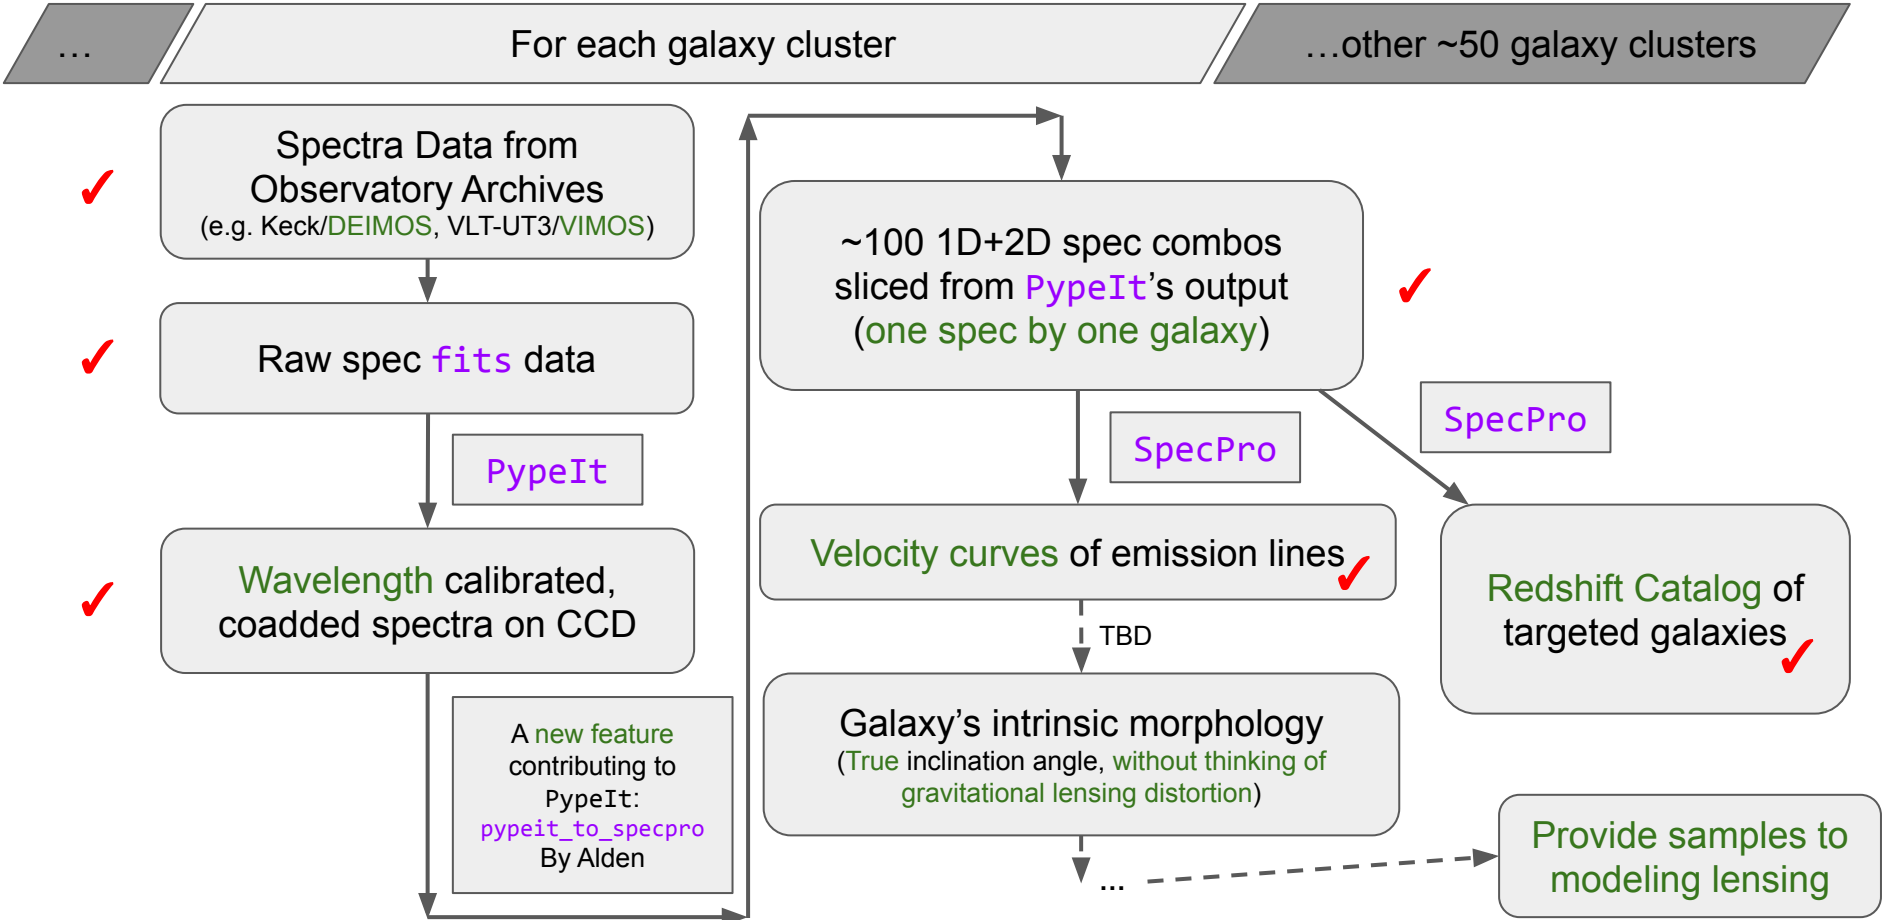 …
For each galaxy cluster
…other ~50 galaxy clusters
Spectra Data from
Observatory Archives
(e.g. Keck/DEIMOS, VLT-UT3/VIMOS)
Raw spec fits data
PypeIt
Wavelength calibrated,
coadded spectra on CCD
A new feature
contributing to
PypeIt:
pypeit_to_specpro
By Alden
~100 1D+2D spec combos
sliced from PypeIt’s output
(one spec by one galaxy)
SpecPro
SpecPro
Velocity curves of emission lines
Redshift Catalog of
targeted galaxies
TBD
Galaxy’s intrinsic morphology
(True inclination angle, without thinking of
gravitational lensing distortion)
...
Provide samples to
modeling lensing